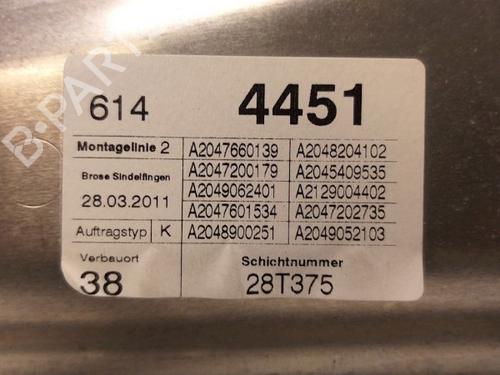 614 4451
Montagelinie 2 A2047660139 A2048204102
A2047200179 A2045409535
Brose Sindelfingen A2049062401 A2129004402
28.03.2011 A2047601534 A2047202735
Auftragstyp K A2048900251 A2049052103
Verbauort Schichtnummer
38 28T375
B-PART